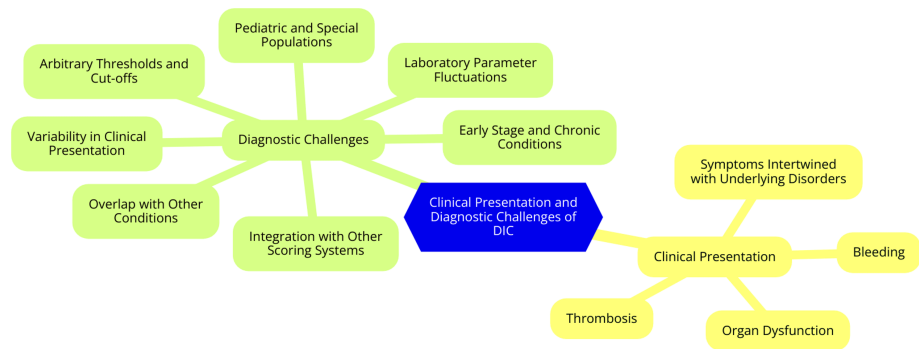 Pediatric and Special
Populations
Arbitrary Thresholds and
Cut-offs
Laboratory Parameter
Fluctuations
Variability in Clinical
Presentation
Diagnostic Challenges
Early Stage and Chronic
Conditions
Overlap with Other
Conditions
Integration with Other
Scoring Systems
Clinical Presentation and
Diagnostic Challenges of
DIC
Symptoms Intertwined
with Underlying Disorders
Clinical Presentation
Bleeding
Thrombosis
Organ Dysfunction